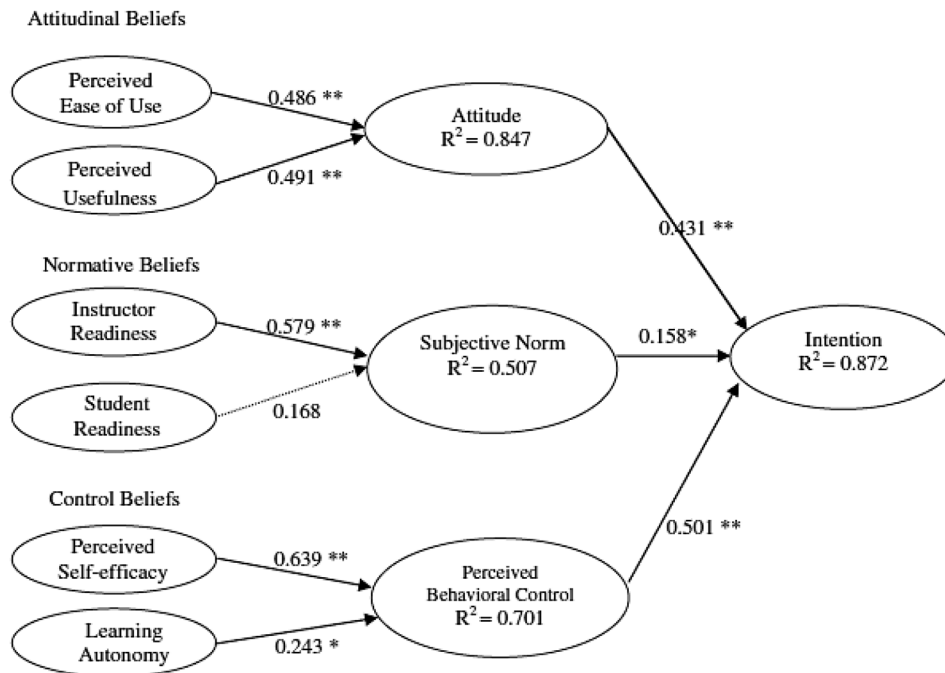 Attitudinal Beliefs
Perceived
Ease of Use
0.486 **
Perceived
Usefulness
0.491 **
Attitude
R² = 0.847
0.431 **
Normative Beliefs
Instructor
Readiness
0.579 **
Student
Readiness
0.168
Subjective Norm
R² = 0.507
0.158*
Intention
R² = 0.872
Control Beliefs
Perceived
Self-efficacy
0.639 **
Learning
Autonomy
0.243 *
Perceived
Behavioral Control
R² = 0.701
0.501 **